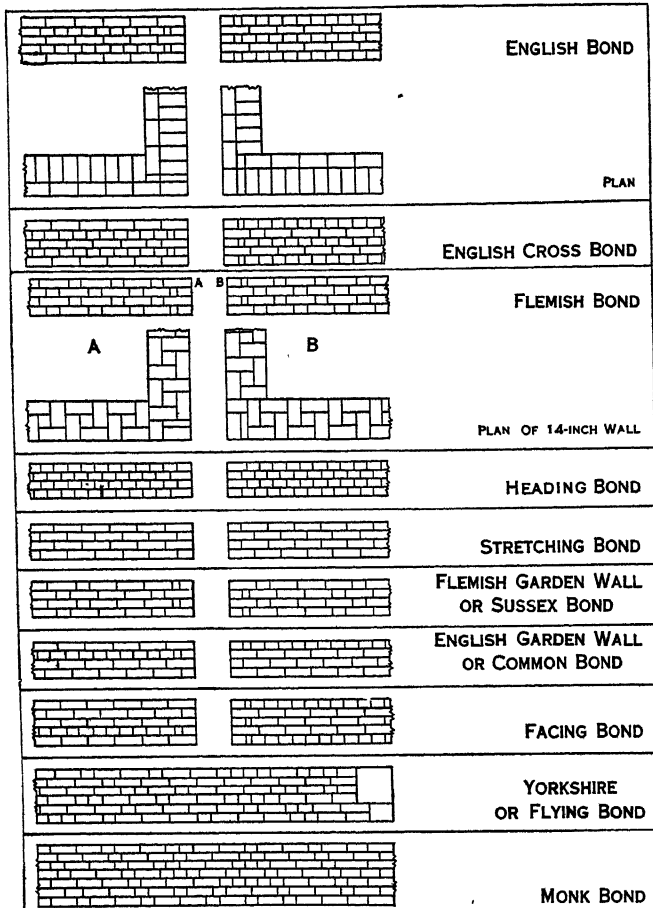 ENGLISH BOND
PLAN
ENGLISH CROSS BOND
A B
FLEMISH BOND
A
B
PLAN OF 14-INCH WALL
HEADING BOND
STRETCHING BOND
FLEMISH GARDEN WALL
OR SUSSEX BOND
ENGLISH GARDEN WALL
OR COMMON BOND
FACING BOND
YORKSHIRE
OR FLYING BOND
MONK BOND